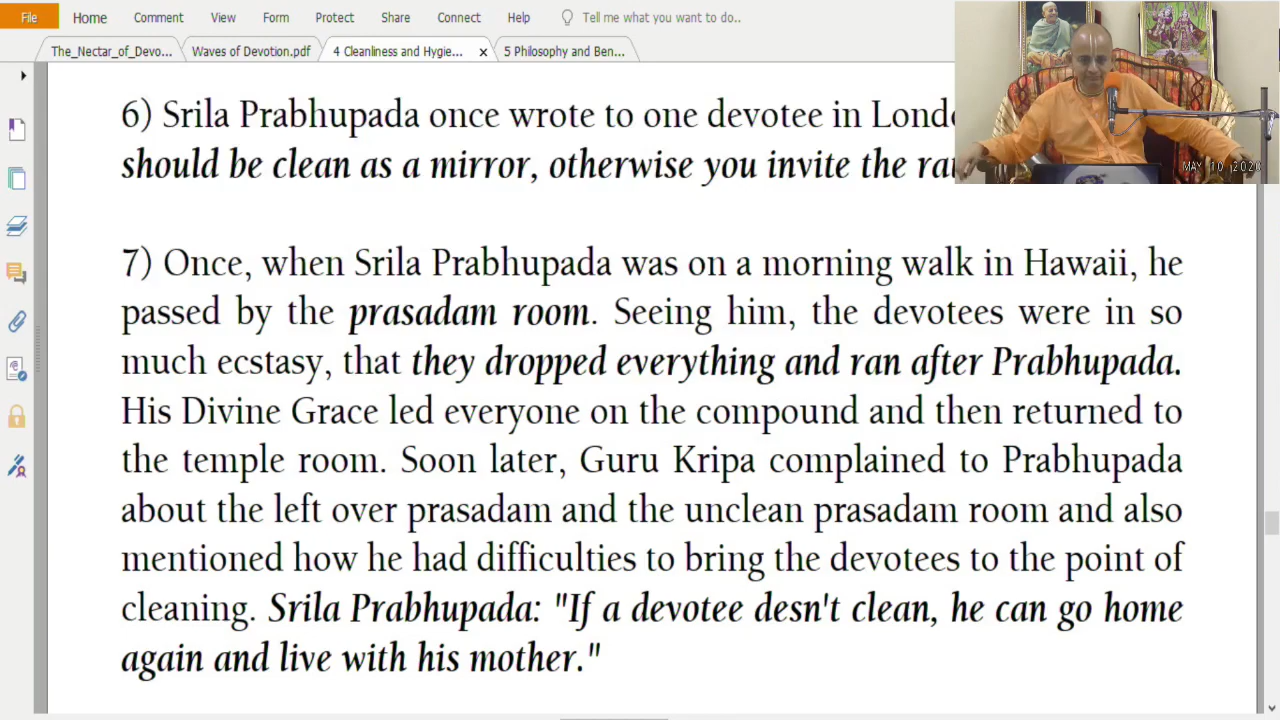 File Home Comment View Form Protect Share Connect Help Tell me what you want to do..
The_Nectar_of_Devo... Waves of Devotion.pdf 4 Cleanliness and Hygie... x 5 Philosophy and Ben...
MAY 10, 2020
6) Srila Prabhupada once wrote to one devotee in
should be clean as a mirror, otherwise you invite the
7) Once, when Srila Prabhupada was on a morning walk in Hawaii, he
passed by the prasadam room. Seeing him, the devotees were in so
much ecstasy, that they dropped everything and ran after Prabhupada.
His Divine Grace led everyone on the compound and then returned to
the temple room. Soon later, Guru Kripa complained to Prabhupada
about the left over prasadam and the unclean prasadam room and also
mentioned how he had difficulties to bring the devotees to the point of
cleaning. Srila Prabhupada: "If a devotee desn't clean, he can go home
again and live with his mother."